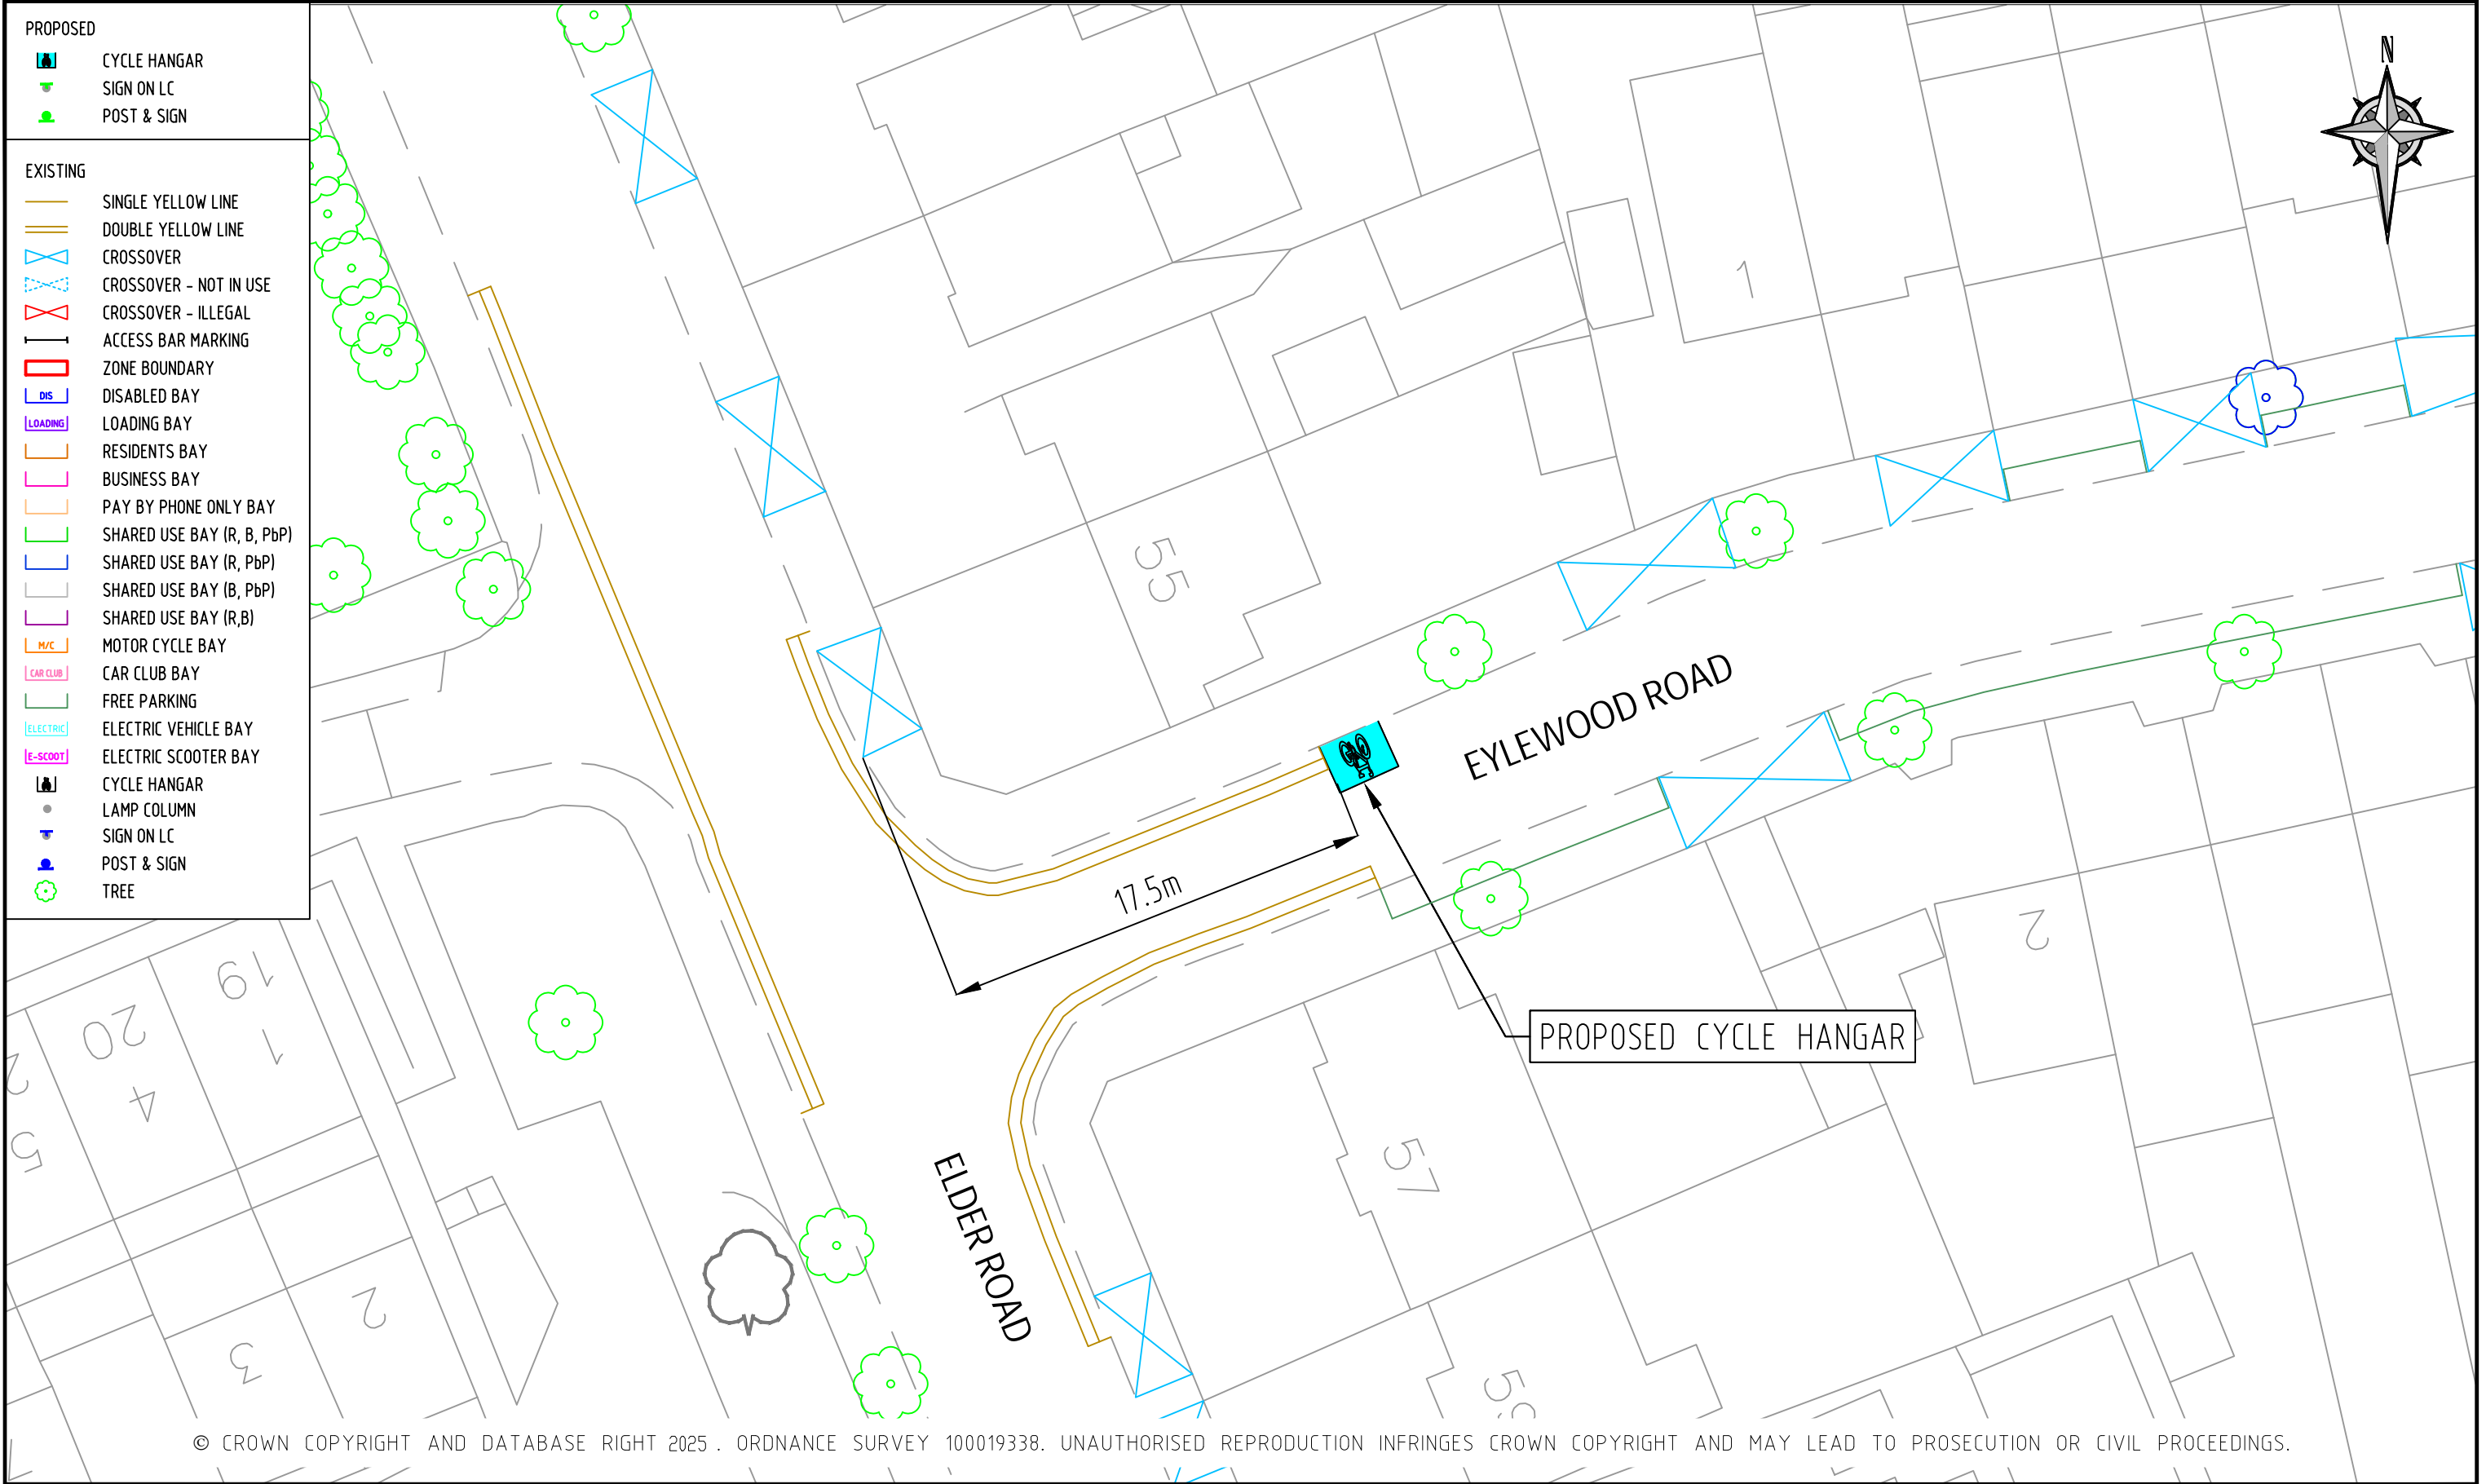 PROPOSED
CYCLE HANGAR
SIGN ON LC
POST & SIGN
EXISTING
SINGLE YELLOW LINE
DOUBLE YELLOW LINE
CROSSOVER
CROSSOVER - NOT IN USE
CROSSOVER - ILLEGAL
ACCESS BAR MARKING
ZONE BOUNDARY
DIS DISABLED BAY
LOADING LOADING BAY
RESIDENTS BAY
BUSINESS BAY
PAY BY PHONE ONLY BAY
SHARED USE BAY (R, B, PbP)
SHARED USE BAY (R, PbP)
SHARED USE BAY (B, PbP)
SHARED USE BAY (R,B)
M/C MOTOR CYCLE BAY
CAR CLUB CAR CLUB BAY
FREE PARKING
ELECTRIC ELECTRIC VEHICLE BAY
E-SCOOT ELECTRIC SCOOTER BAY
CYCLE HANGAR
LAMP COLUMN
SIGN ON LC
POST & SIGN
TREE
N
1
55
EYLEWOOD ROAD
17.5m
2
PROPOSED CYCLE HANGAR
19
20
1
4
5
57
ELDER ROAD
2
3
© CROWN COPYRIGHT AND DATABASE RIGHT 2025 . ORDNANCE SURVEY 100019338. UNAUTHORISED REPRODUCTION INFRINGES CROWN COPYRIGHT AND MAY LEAD TO PROSECUTION OR CIVIL PROCEEDINGS.